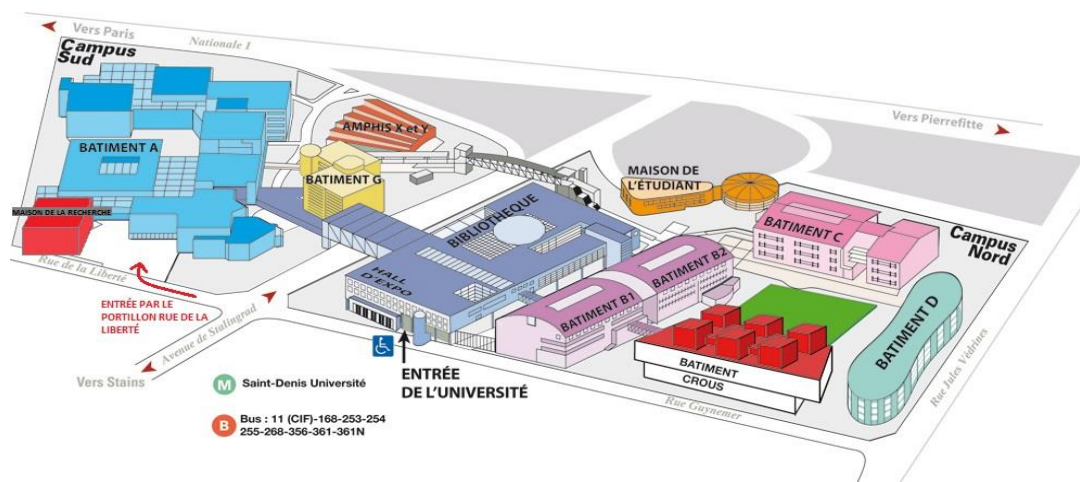 Vers Paris
Nationale 1
Campus
Sud
BATIMENT A
MAISON DE LA RECHERCHE
Rue de la Liberté
ENTRÉE PAR LE
PORTILLON RUE DE LA
LIBERTÉ
Avenue de Stalingrad
Vers Stains
AMPHIS X et Y
BATIMENT G
BIBLIOTHEQUE
HALL
D'EXPO
MAISON DE
L'ÉTUDIANT
Vers Pierrefitte
BATIMENT C
Campus
Nord
BATIMENT B2
BATIMENT B1
BATIMENT
CROUS
BATIMENT D
Rue Jules Védrines
Rue Guynemer
ENTRÉE
DE L'UNIVERSITÉ
M Saint-Denis Université
B Bus : 11 (CIF)-168-253-254
255-268-356-361-361N